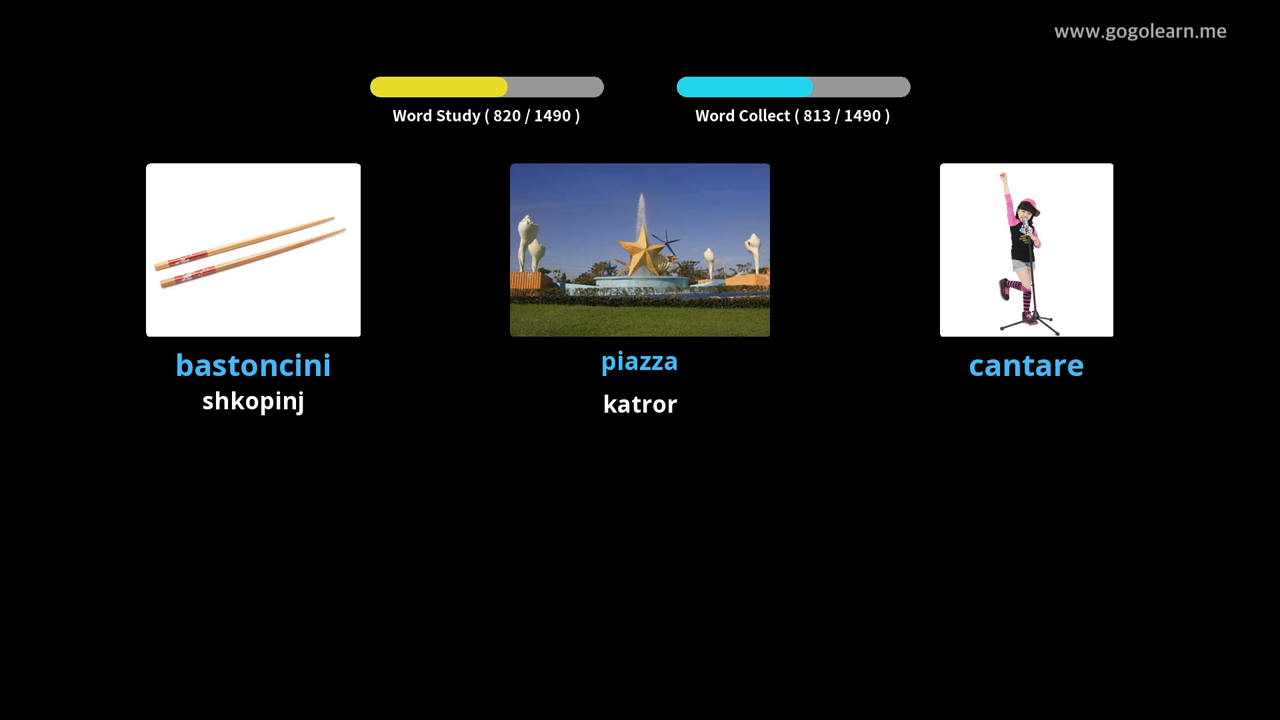 www.gogolearn.me
Word Study ( 820 / 1490 )
Word Collect ( 813 / 1490 )
bastoncini
shkopinj
piazza
katror
cantare